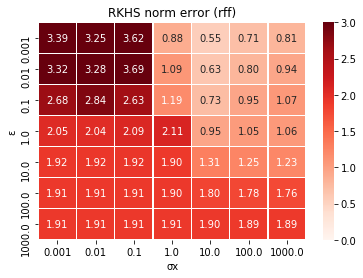 RKHS norm error (rff)
3.39 3.25 3.62 0.88 0.55 0.71 0.81
3.32 3.28 3.69 1.09 0.63 0.80 0.94
2.68 2.84 2.63 1.19 0.73 0.95 1.07
2.05 2.04 2.09 2.11 0.95 1.05 1.06
1.92 1.92 1.92 1.90 1.31 1.25 1.23
1.91 1.91 1.91 1.90 1.80 1.78 1.76
1.91 1.91 1.91 1.91 1.90 1.89 1.89
0.001
0.01
0.1
1.0
10.0
100.0
1000.0
ε
0.001 0.01 0.1 1.0 10.0 100.0 1000.0
σx
3.0
2.5
2.0
1.5
1.0
0.5
0.0